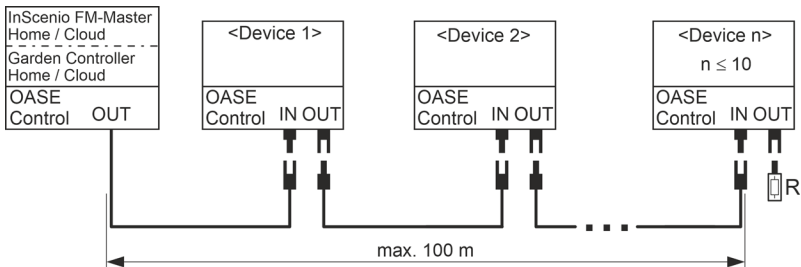 InScenio FM-Master
Home / Cloud
Garden Controller
Home / Cloud
OASE
Control OUT
<Device 1>
OASE
Control IN OUT
<Device 2>
OASE
Control IN OUT
<Device n>
n ≤ 10
OASE
Control IN OUT
R
max. 100 m